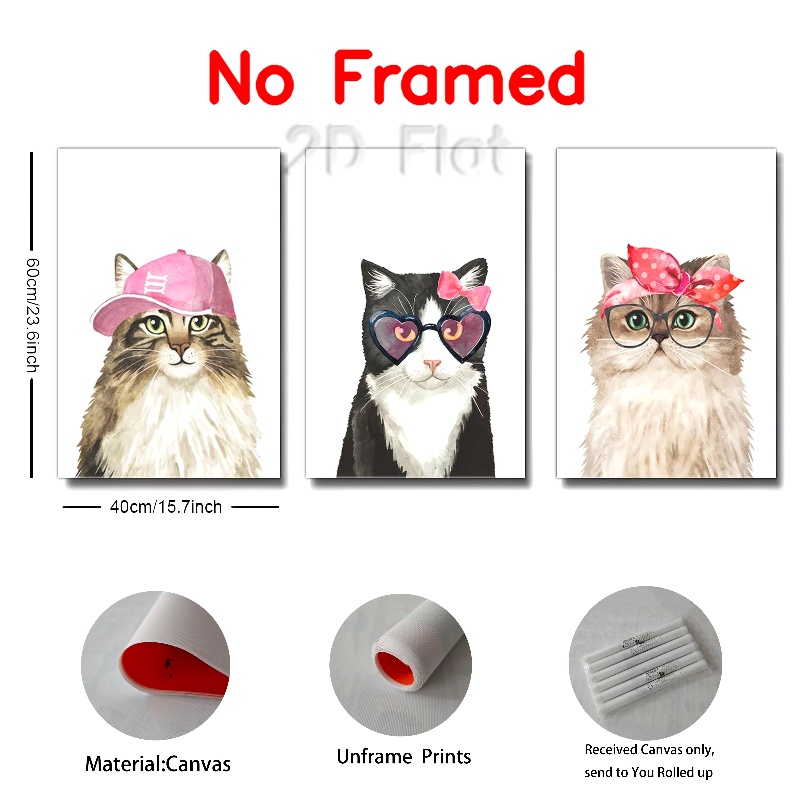 No Framed
2D Flat
60cm/23.6inch
40cm/15.7inch
Material:Canvas
Unframe Prints
Received Canvas only,
send to You Rolled up